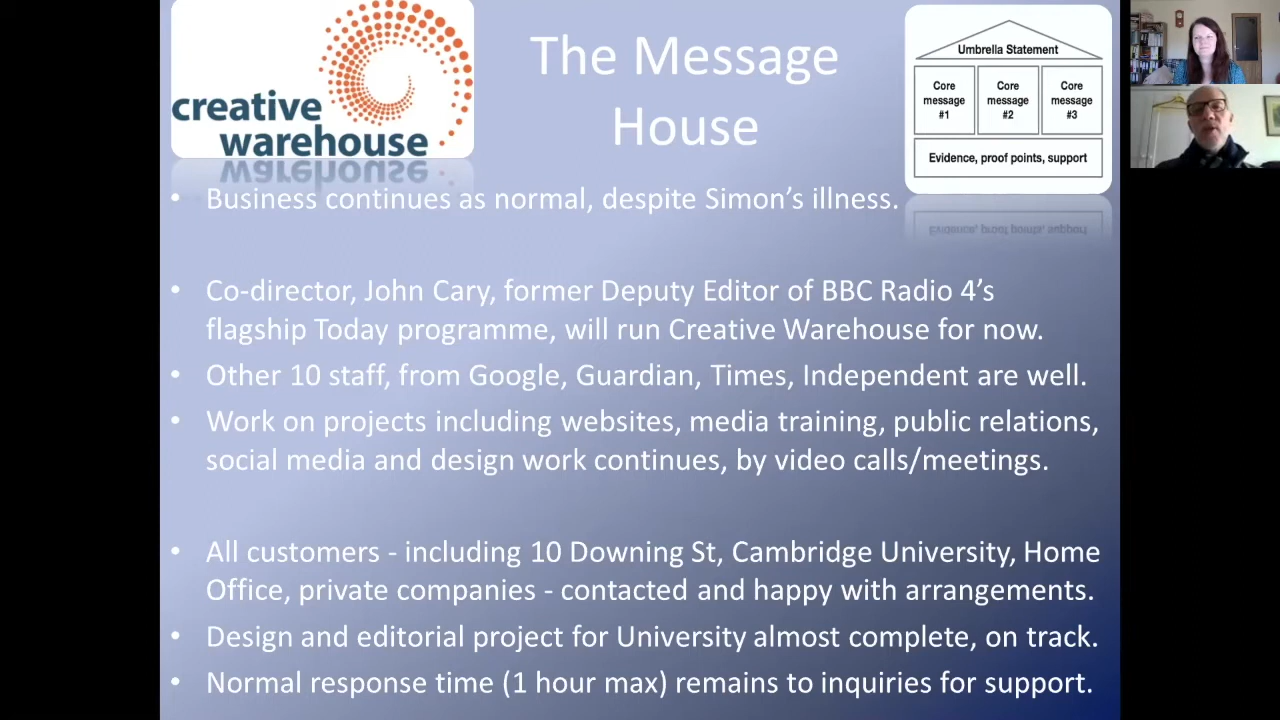 creative
warehouse
The Message
House
Umbrella Statement
Core
message
#1
Core
message
#2
Core
message
#3
Evidence, proof points, support
• Business continues as normal, despite Simon’s illness.
• Co-director, John Cary, former Deputy Editor of BBC Radio 4’s
flagship Today programme, will run Creative Warehouse for now.
• Other 10 staff, from Google, Guardian, Times, Independent are well.
• Work on projects including websites, media training, public relations,
social media and design work continues, by video calls/meetings.
• All customers - including 10 Downing St, Cambridge University, Home
Office, private companies - contacted and happy with arrangements.
• Design and editorial project for University almost complete, on track.
• Normal response time (1 hour max) remains to inquiries for support.